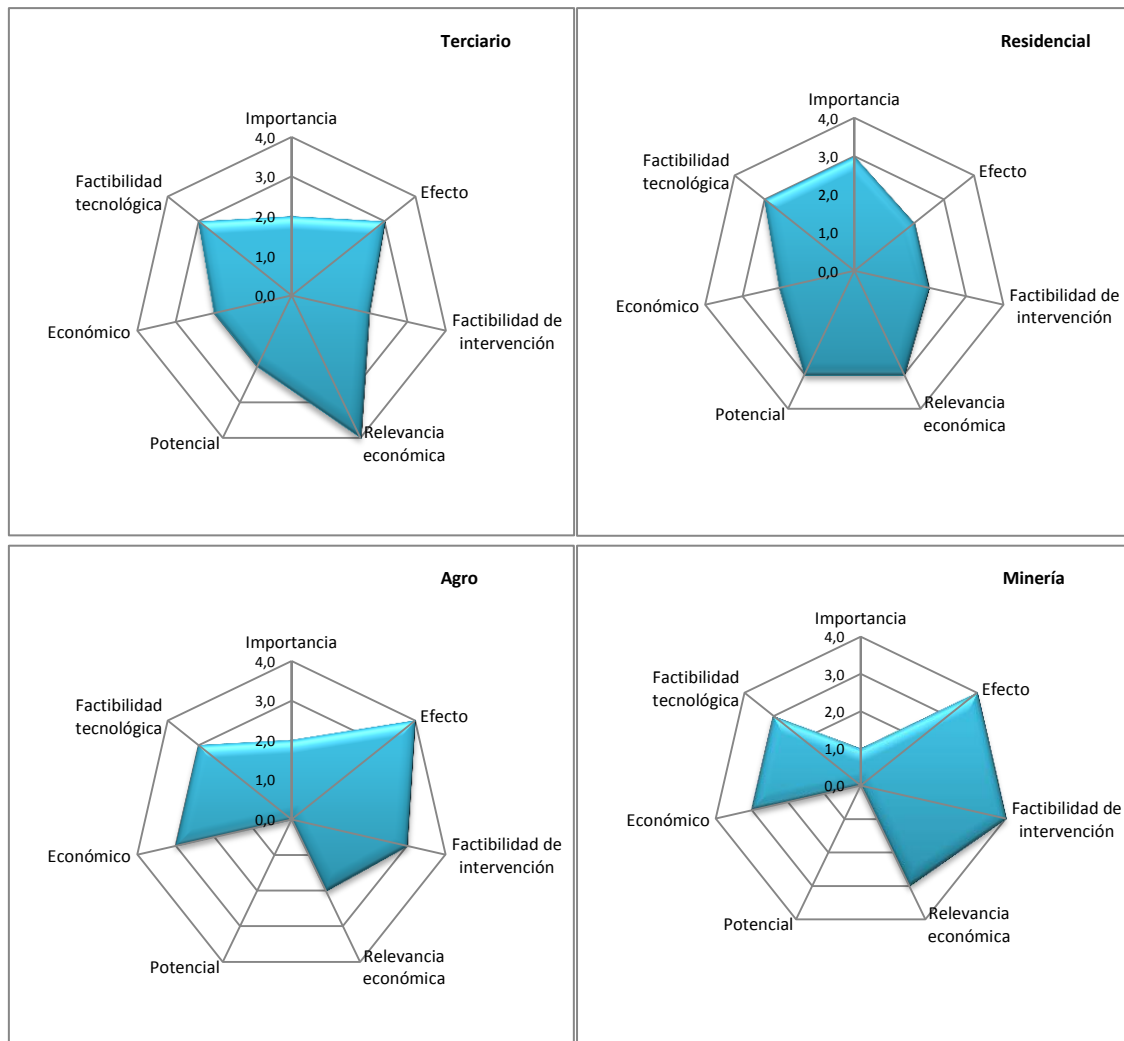 Terciario
Importancia
4,0
3,0
2,0
1,0
0,0
Efecto
Factibilidad de
intervención
Relevancia
económica
Potencial
Económico
Factibilidad
tecnológica
Residencial
Importancia
4,0
3,0
2,0
1,0
0,0
Efecto
Factibilidad de
intervención
Relevancia
económica
Potencial
Económico
Factibilidad
tecnológica
Agro
Importancia
4,0
3,0
2,0
1,0
0,0
Efecto
Factibilidad de
intervención
Relevancia
económica
Potencial
Económico
Factibilidad
tecnológica
Minería
Importancia
4,0
3,0
2,0
1,0
0,0
Efecto
Factibilidad de
intervención
Relevancia
económica
Potencial
Económico
Factibilidad
tecnológica